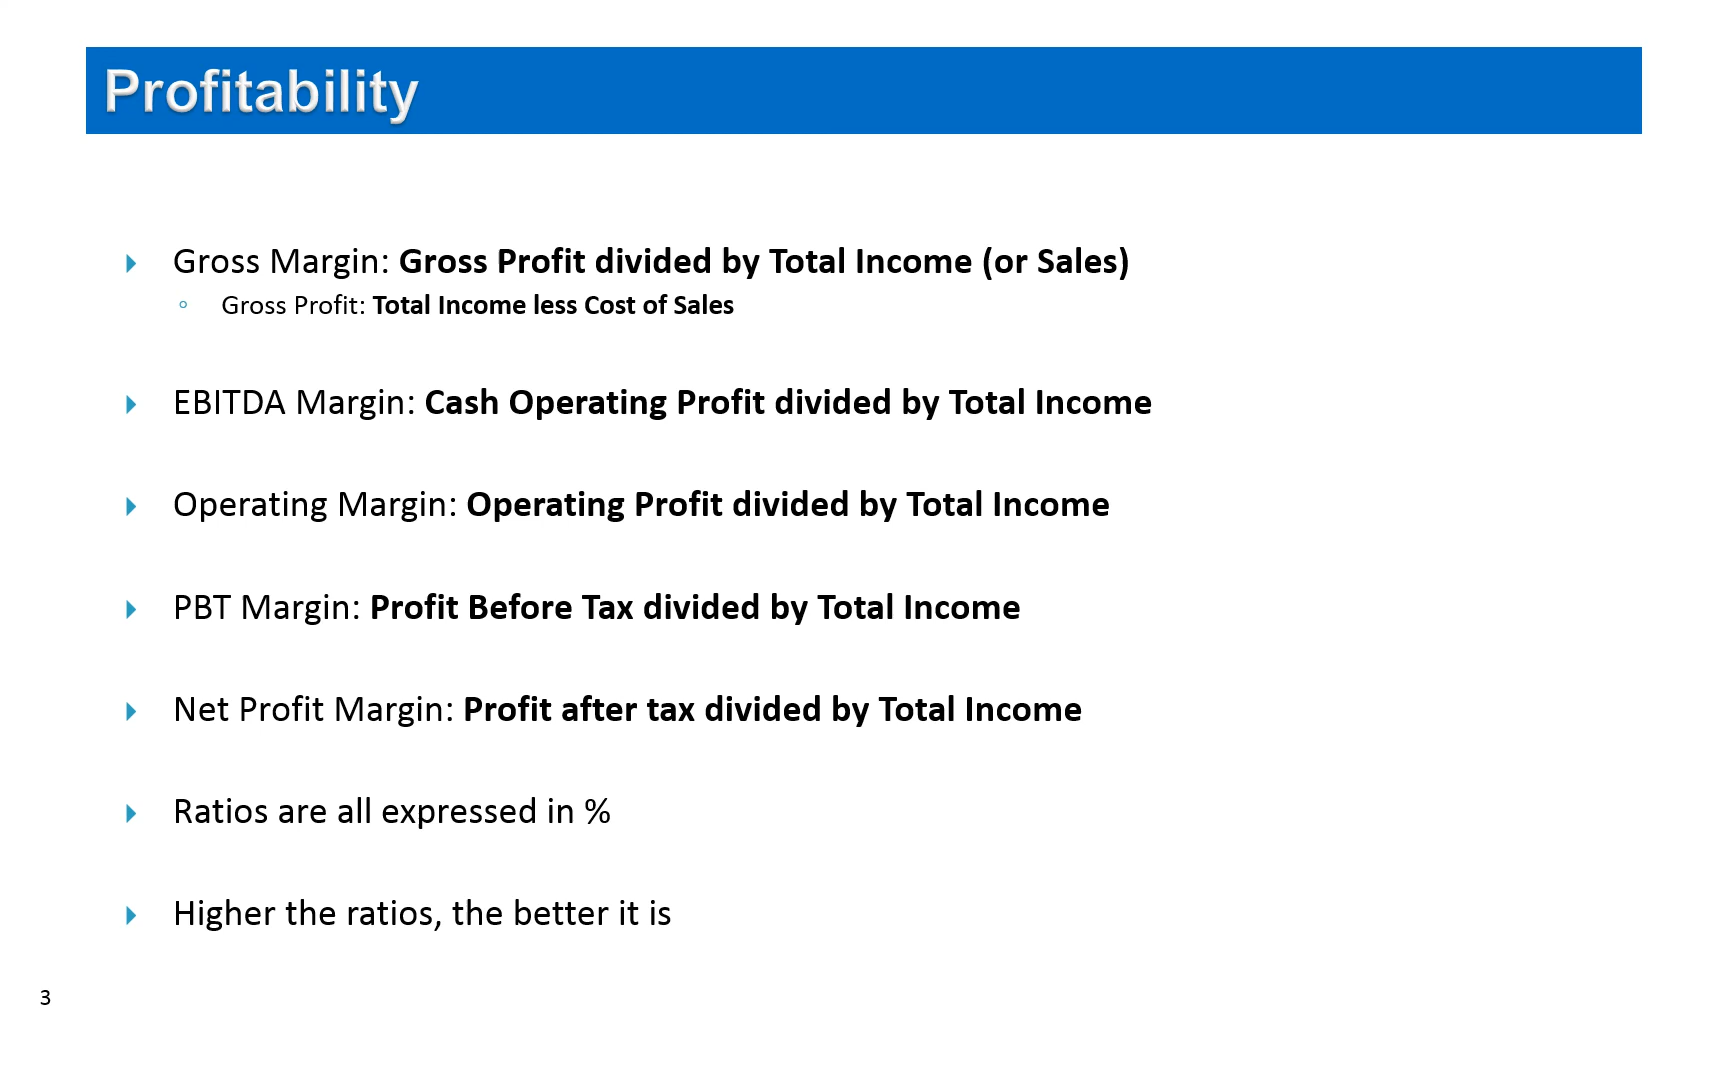 Profitability
Gross Margin: Gross Profit divided by Total Income (or Sales)
Gross Profit: Total Income less Cost of Sales
EBITDA Margin: Cash Operating Profit divided by Total Income
Operating Margin: Operating Profit divided by Total Income
PBT Margin: Profit Before Tax divided by Total Income
Net Profit Margin: Profit after tax divided by Total Income
Ratios are all expressed in %
Higher the ratios, the better it is
3